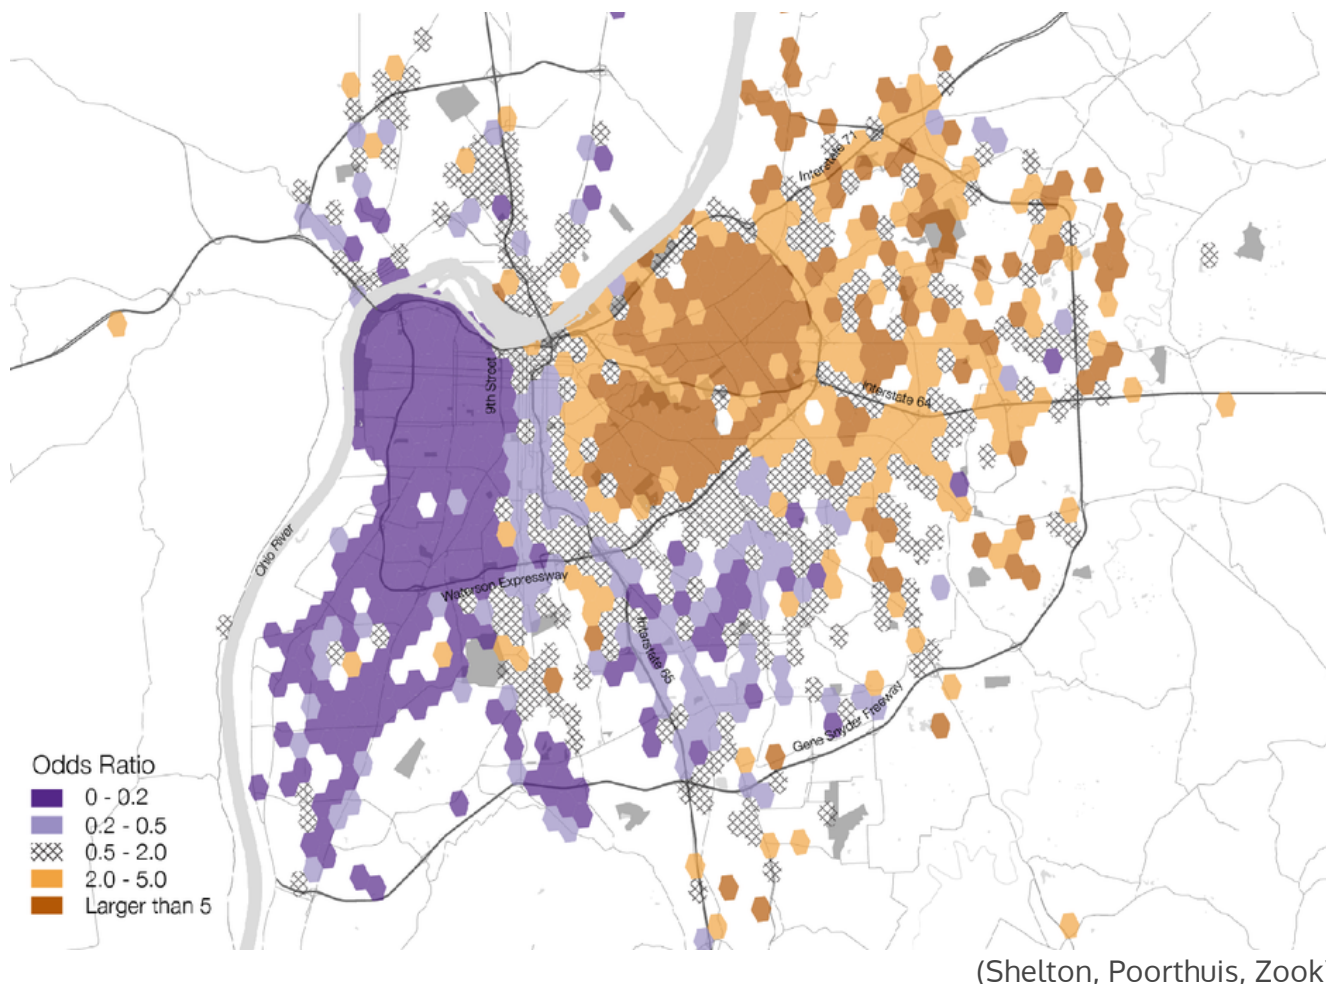 Interstate 71
9th Street
Interstate 64
Ohio River
Waterson Expressway
Interstate 65
Gene Snyder Freeway
Odds Ratio
0 - 0.2
0.2 - 0.5
0.5 - 2.0
2.0 - 5.0
Larger than 5
(Shelton, Poorthuis, Zook